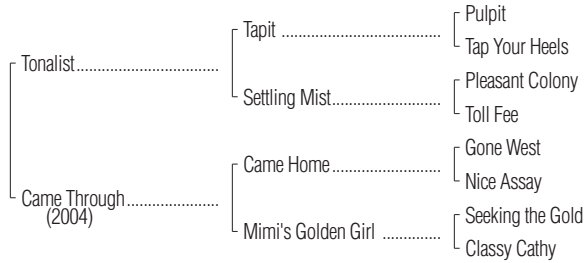 Pulpit
Tapit ......................................
Tap Your Heels
Tonalist..................................
Pleasant Colony
Settling Mist..........................
Toll Fee
Gone West
Came Home ..........................
Nice Assay
Came Through......................
(2004)
Seeking the Gold
Mimi's Golden Girl ..............
Classy Cathy